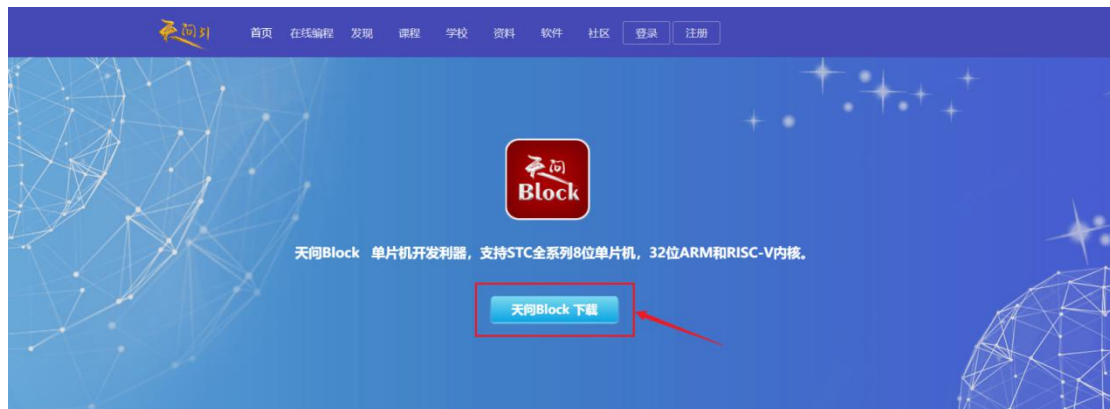 天问51 首页 在线编程 发现 课程 学校 资料 软件 社区 登录 注册
天问
Block
天问Block 单片机开发利器，支持STC全系列8位单片机，32位ARM和RISC-V内核。
天问Block 下载